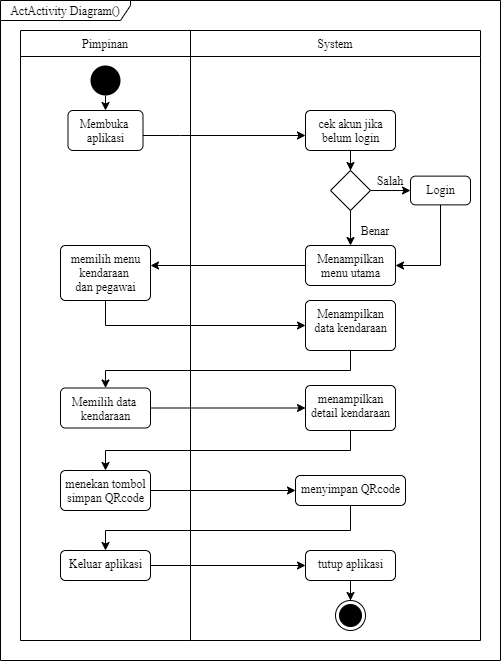 ActActivity Diagram()
Pimpinan
System
Membuka
aplikasi
cek akun jika
belum login
Salah
Login
Benar
memilih menu
kendaraan
dan pegawai
Menampilkan
menu utama
Menampilkan
data kendaraan
Memilih data
kendaraan
menampilkan
detail kendaraan
menekan tombol
simpan QRcode
menyimpan QRcode
Keluar aplikasi
tutup aplikasi